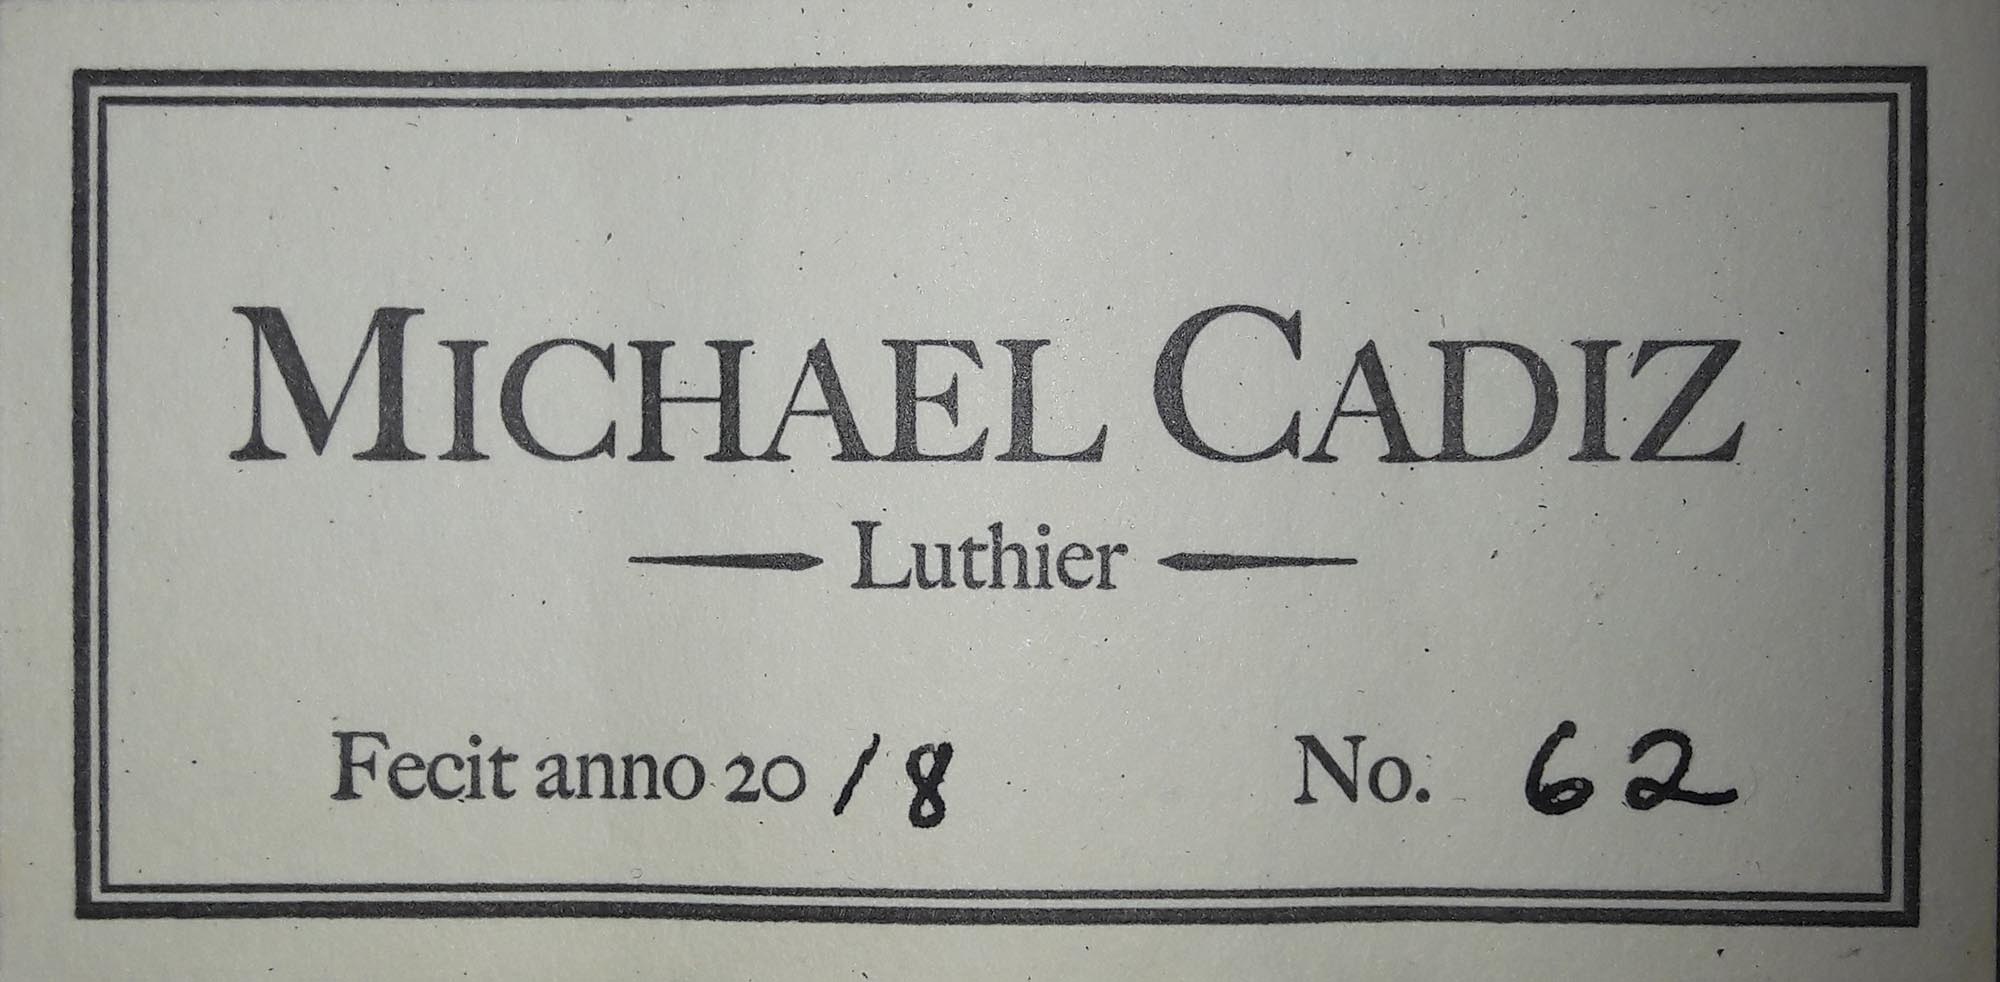 MICHAEL CADIZ
Luthier
Fecit anno 2018 No. 62